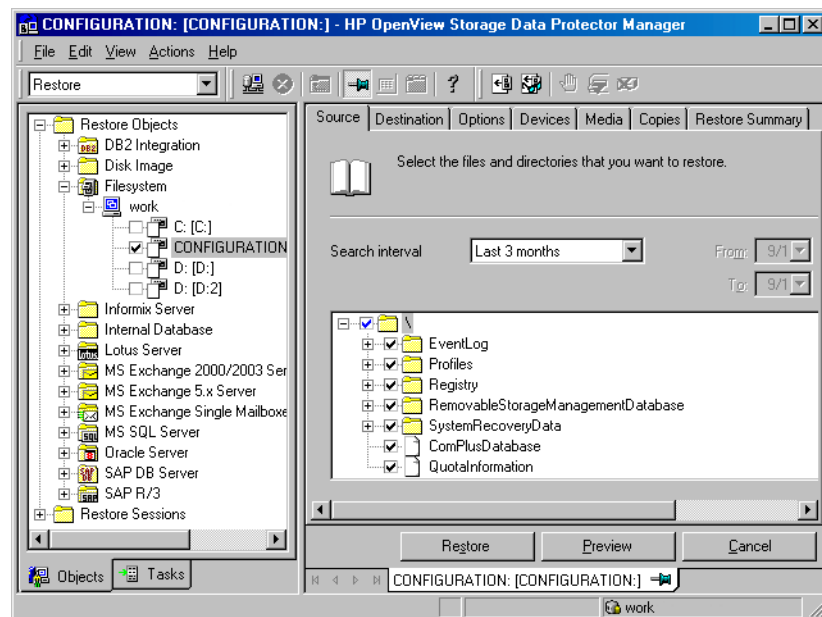 CONFIGURATION: [CONFIGURATION:] - HP OpenView Storage Data Protector Manager
File Edit View Actions Help
Restore
Restore Objects
DB2 Integration
Disk Image
Filesystem
work
C: [C:]
CONFIGURATION
D: [D:]
D: [D:2]
Informix Server
Internal Database
Lotus Server
MS Exchange 2000/2003 Ser
MS Exchange 5.x Server
MS Exchange Single Mailboxe
MS SQL Server
Oracle Server
SAP DB Server
SAP R/3
Restore Sessions
Objects Tasks
Source Destination Options Devices Media Copies Restore Summary
Select the files and directories that you want to restore.
Search interval Last 3 months From: 9/1
To: 9/1
\
EventLog
Profiles
Registry
RemovableStorageManagementDatabase
SystemRecoveryData
ComPlusDatabase
QuotaInformation
Restore Preview Cancel
CONFIGURATION: [CONFIGURATION:]
work